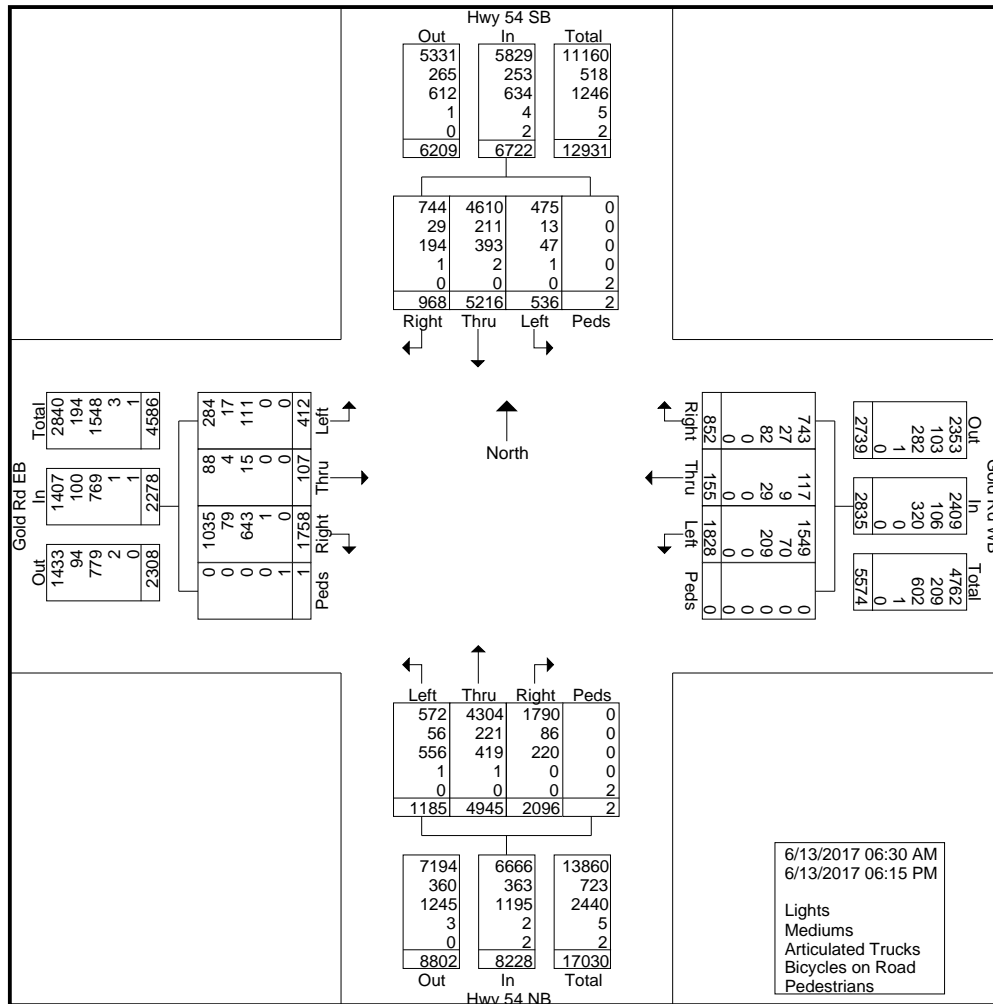 Hwy 54 SB
Out In Total
5331 5829 11160
265 253 518
612 634 1246
1 4 5
0 2 2
6209 6722 12931
744 4610 475 0
29 211 13 0
194 393 47 0
1 2 1 0
0 0 0 2
968 5216 536 2
Right Thru Left Peds
Gold Rd EB
Total
2840 194 1548 3 1 4586
In
1407 100 769 1 1 2278
Out
1433 94 779 2 0 2308
284 17 111 0 0 412 Left
88 4 15 0 0 107 Thru
1035 79 643 1 0 1758 Right
0 0 0 0 1 1 Peds
North
Right
743 27 82 0 0 852
Thru
117 9 29 0 0 155
Left
1549 70 209 0 0 1828
Peds
0 0 0 0 0 0
Out
2353 103 282 1 0 2739
In
2409 106 320 0 0 2835
Total
4762 209 602 1 0 5574
Gold Rd WB
Left Thru Right Peds
572 4304 1790 0
56 221 86 0
556 419 220 0
1 1 0 0
0 0 0 2
1185 4945 2096 2
7194 6666 13860
360 363 723
1245 1195 2440
3 2 5
0 2 2
8802 8228 17030
Out In Total
Hwy 54 NB
6/13/2017 06:30 AM
6/13/2017 06:15 PM
Lights
Mediums
Articulated Trucks
Bicycles on Road
Pedestrians